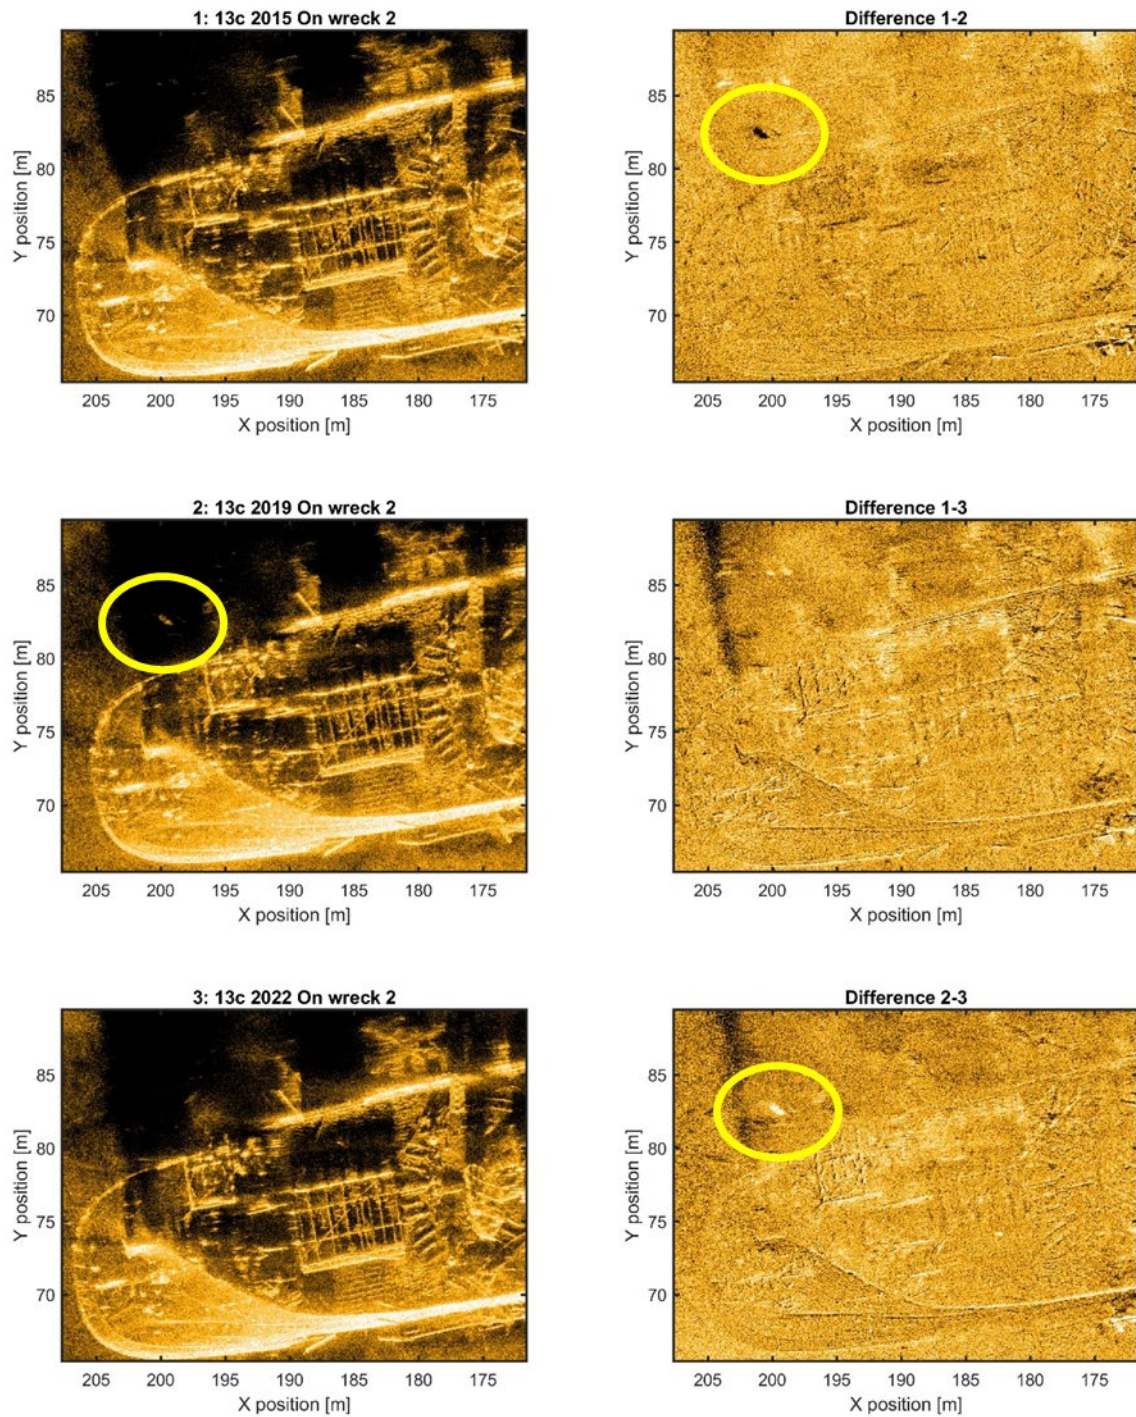 1: 13c 2015 On wreck 2
Y position [m]
85
80
75
70
205 200 195 190 185 180 175
X position [m]
Difference 1-2
Y position [m]
85
80
75
70
205 200 195 190 185 180 175
X position [m]
2: 13c 2019 On wreck 2
Y position [m]
85
80
75
70
205 200 195 190 185 180 175
X position [m]
Difference 1-3
Y position [m]
85
80
75
70
205 200 195 190 185 180 175
X position [m]
3: 13c 2022 On wreck 2
Y position [m]
85
80
75
70
205 200 195 190 185 180 175
X position [m]
Difference 2-3
Y position [m]
85
80
75
70
205 200 195 190 185 180 175
X position [m]